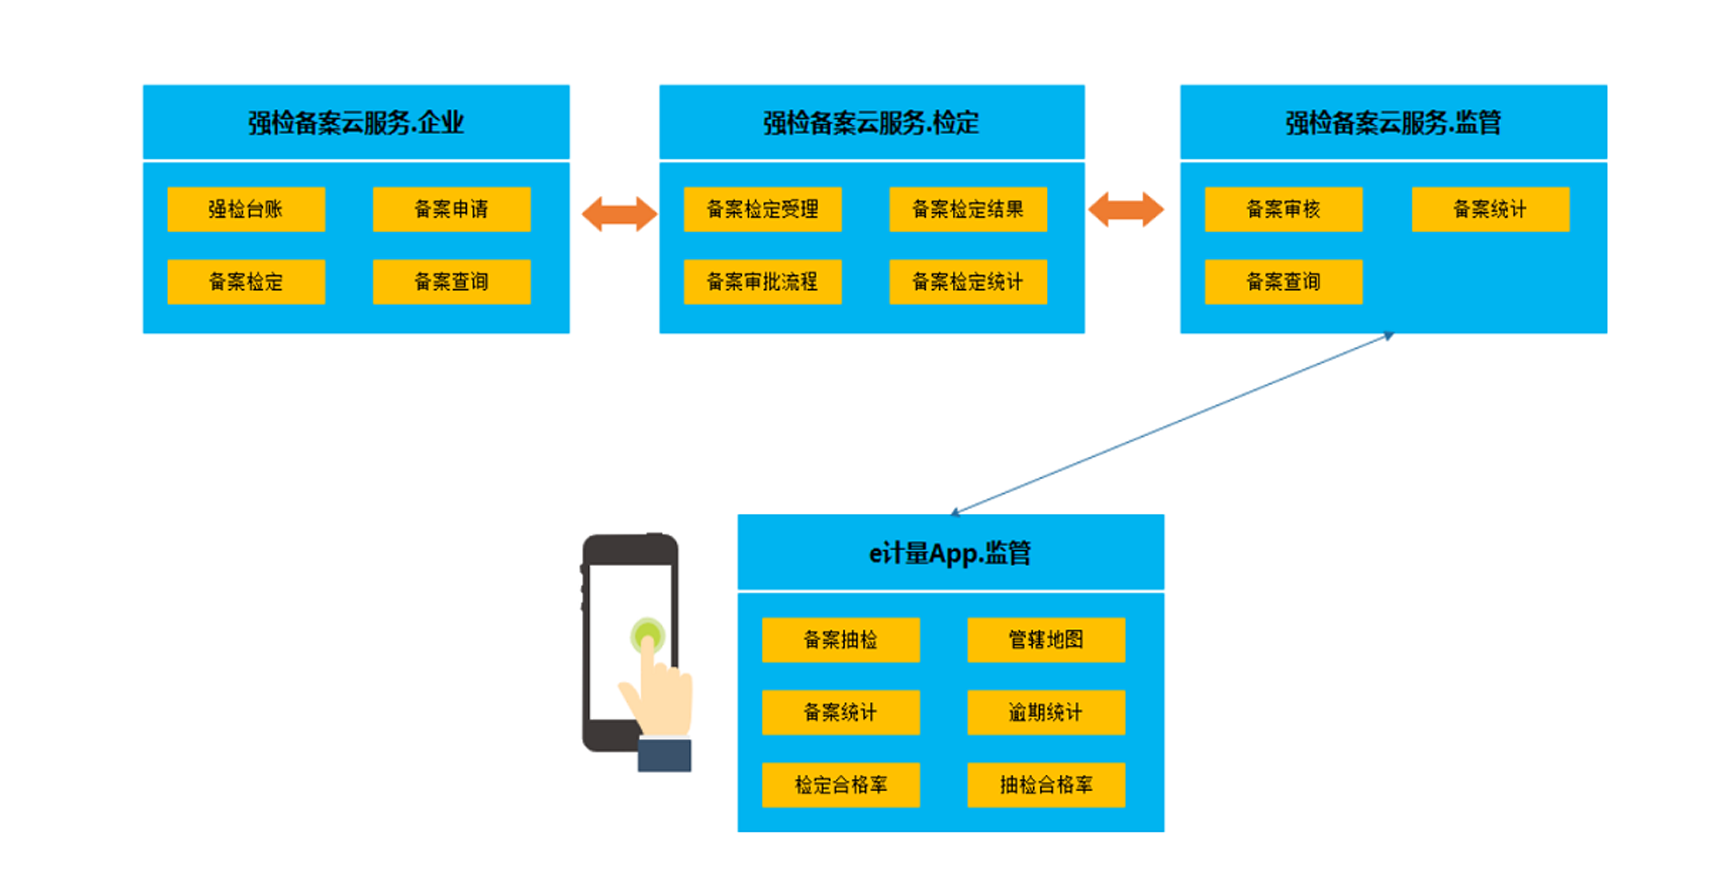 强检备案云服务.企业
强检台账
备案申请
备案检定
备案查询
强检备案云服务.检定
备案检定受理
备案检定结果
备案审批流程
备案检定统计
强检备案云服务.监管
备案审核
备案统计
备案查询
e计量App.监管
备案抽检
管辖地图
备案统计
逾期统计
检定合格率
抽检合格率